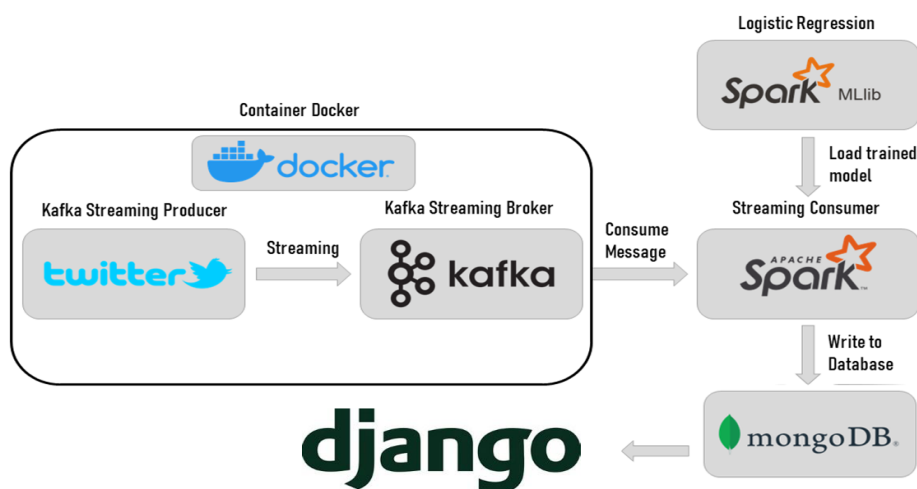 Logistic Regression
Spark MLlib
Container Docker
docker
Load trained
model
Kafka Streaming Producer
Kafka Streaming Broker
Streaming Consumer
twitter
Streaming
kafka
Consume
Message
APACHE
Spark
Write to
Database
django
mongoDB